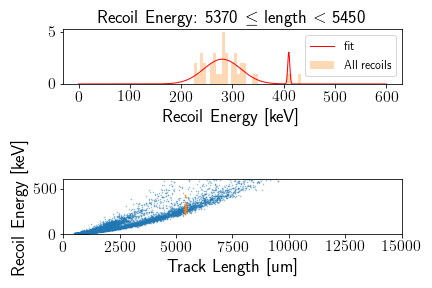 Recoil Energy: 5370 ≤ length < 5450
5
0
fit
All recoils
0 100 200 300 400 500 600
Recoil Energy [keV]
Recoil Energy [keV]
500
0
0 2500 5000 7500 10000 12500 15000
Track Length [um]